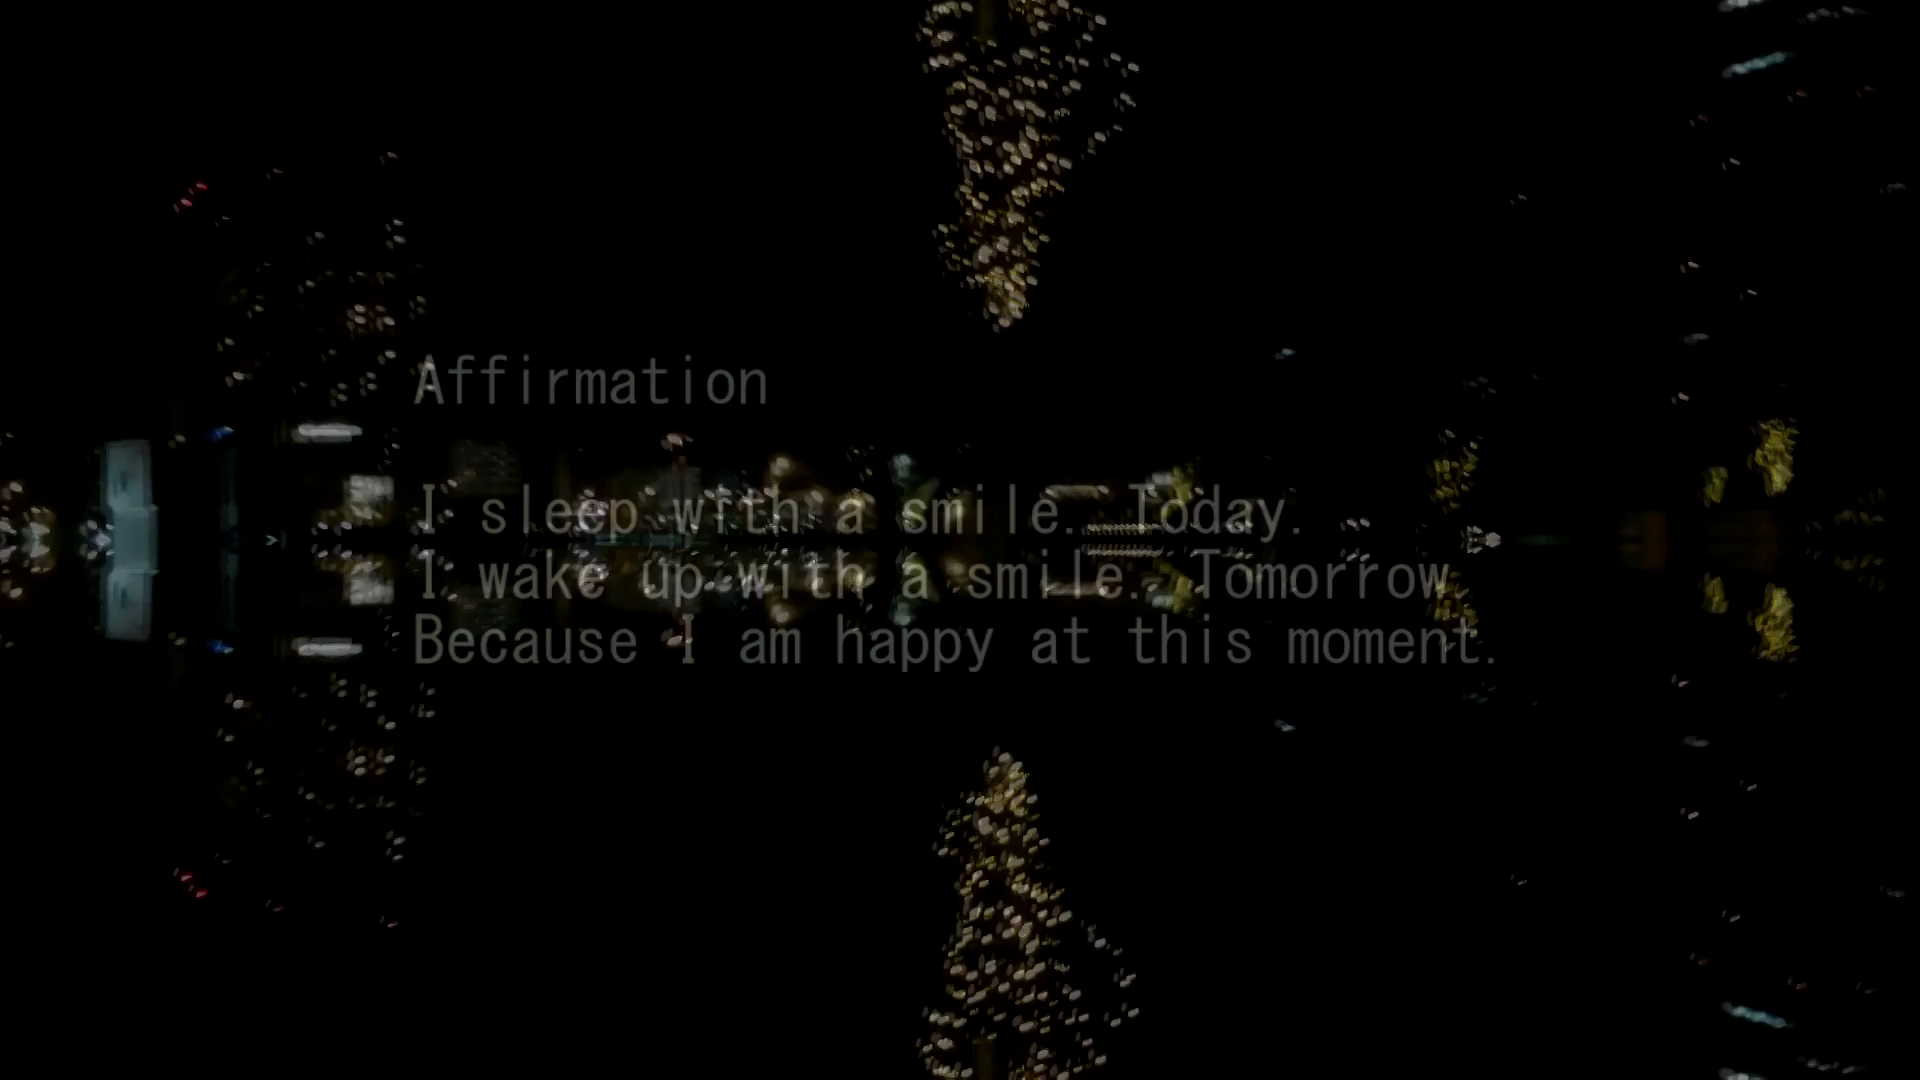 Affirmation
I sleep with a smile. Today.
I wake up with a smile. Tomorrow.
Because I am happy at this moment.